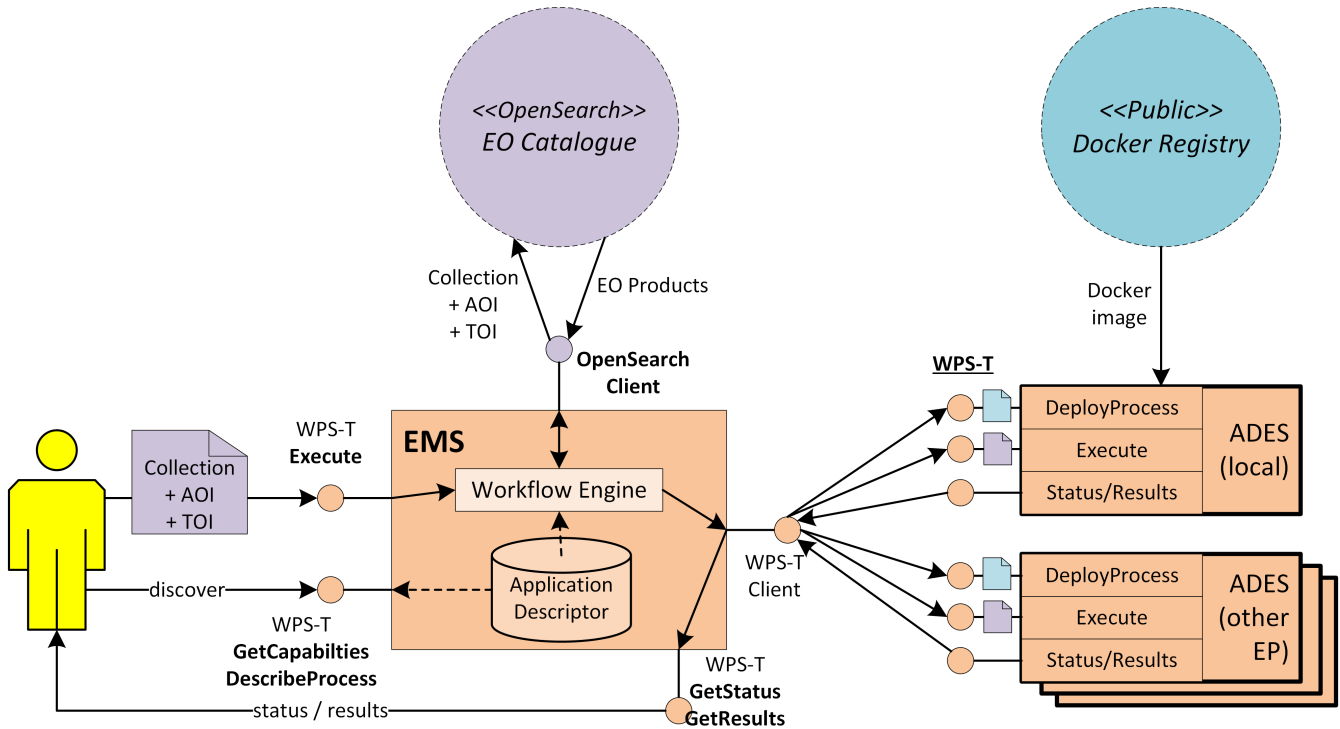 <<OpenSearch>>
EO Catalogue
<<Public>>
Docker Registry
Collection
+ AOI
+ TOI
EO Products
Docker
image
OpenSearch
Client
WPS-T
Execute
Collection
+ AOI
+ TOI
EMS
Workflow Engine
Application
Descriptor
discover
WPS-T
GetCapabilties
DescribeProcess
status / results
WPS-T
GetStatus
GetResults
WPS-T
Client
WPS-T
DeployProcess
Execute
Status/Results
ADES
(local)
DeployProcess
Execute
Status/Results
ADES
(other
EP)